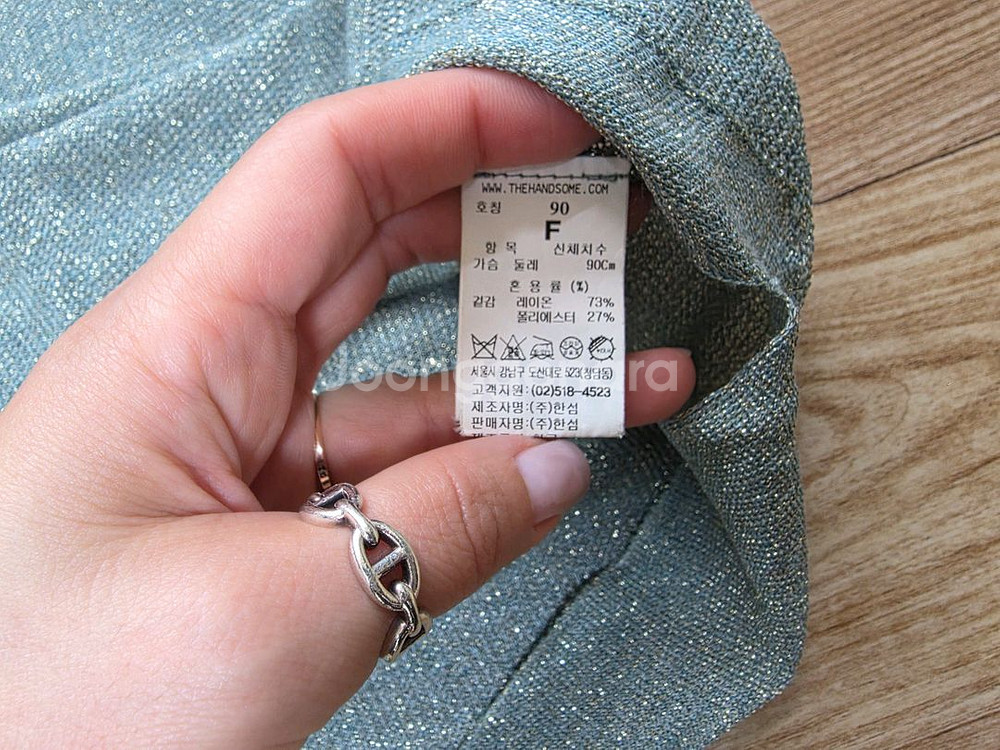 WWW.THEHANDSOME.COM
호칭 90
F
항 목 신체치수
가슴 둘레 90Cm
혼 용 률 (%)
겉감 레이온 73%
폴리에스터 27%
서울시 강남구 도산대로 523(청담동)
고객지원:(02)518-4523
제조자명:(주)한섬
판매자명:(주)한섬